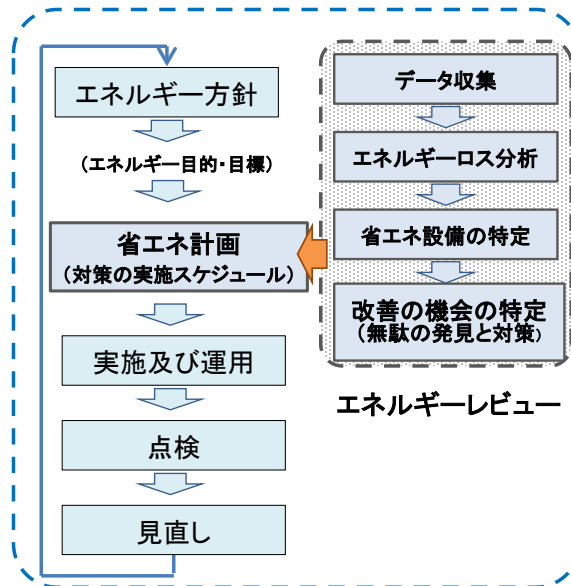 エネルギー方針
（エネルギー目的・目標）
省エネ計画
（対策の実施スケジュール）
実施及び運用
点検
見直し
データ収集
エネルギーロス分析
省エネ設備の特定
改善の機会の特定
（無駄の発見と対策）
エネルギーレビュー